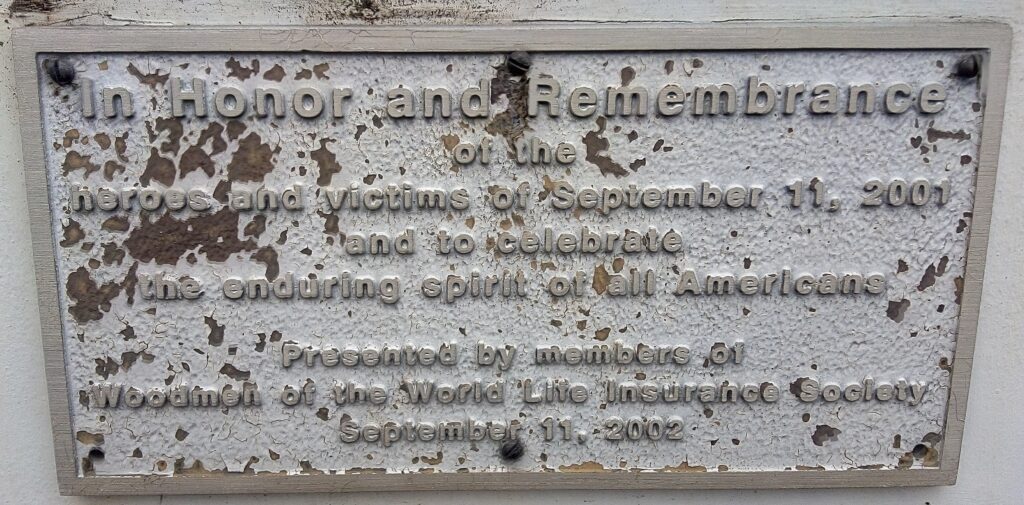 In Honor and Remembrance
of the
heroes and victims of September 11, 2001
and to celebrate
the enduring spirit of all Americans
Presented by members of
Woodmen of the World Life Insurance Society
September 11, 2002